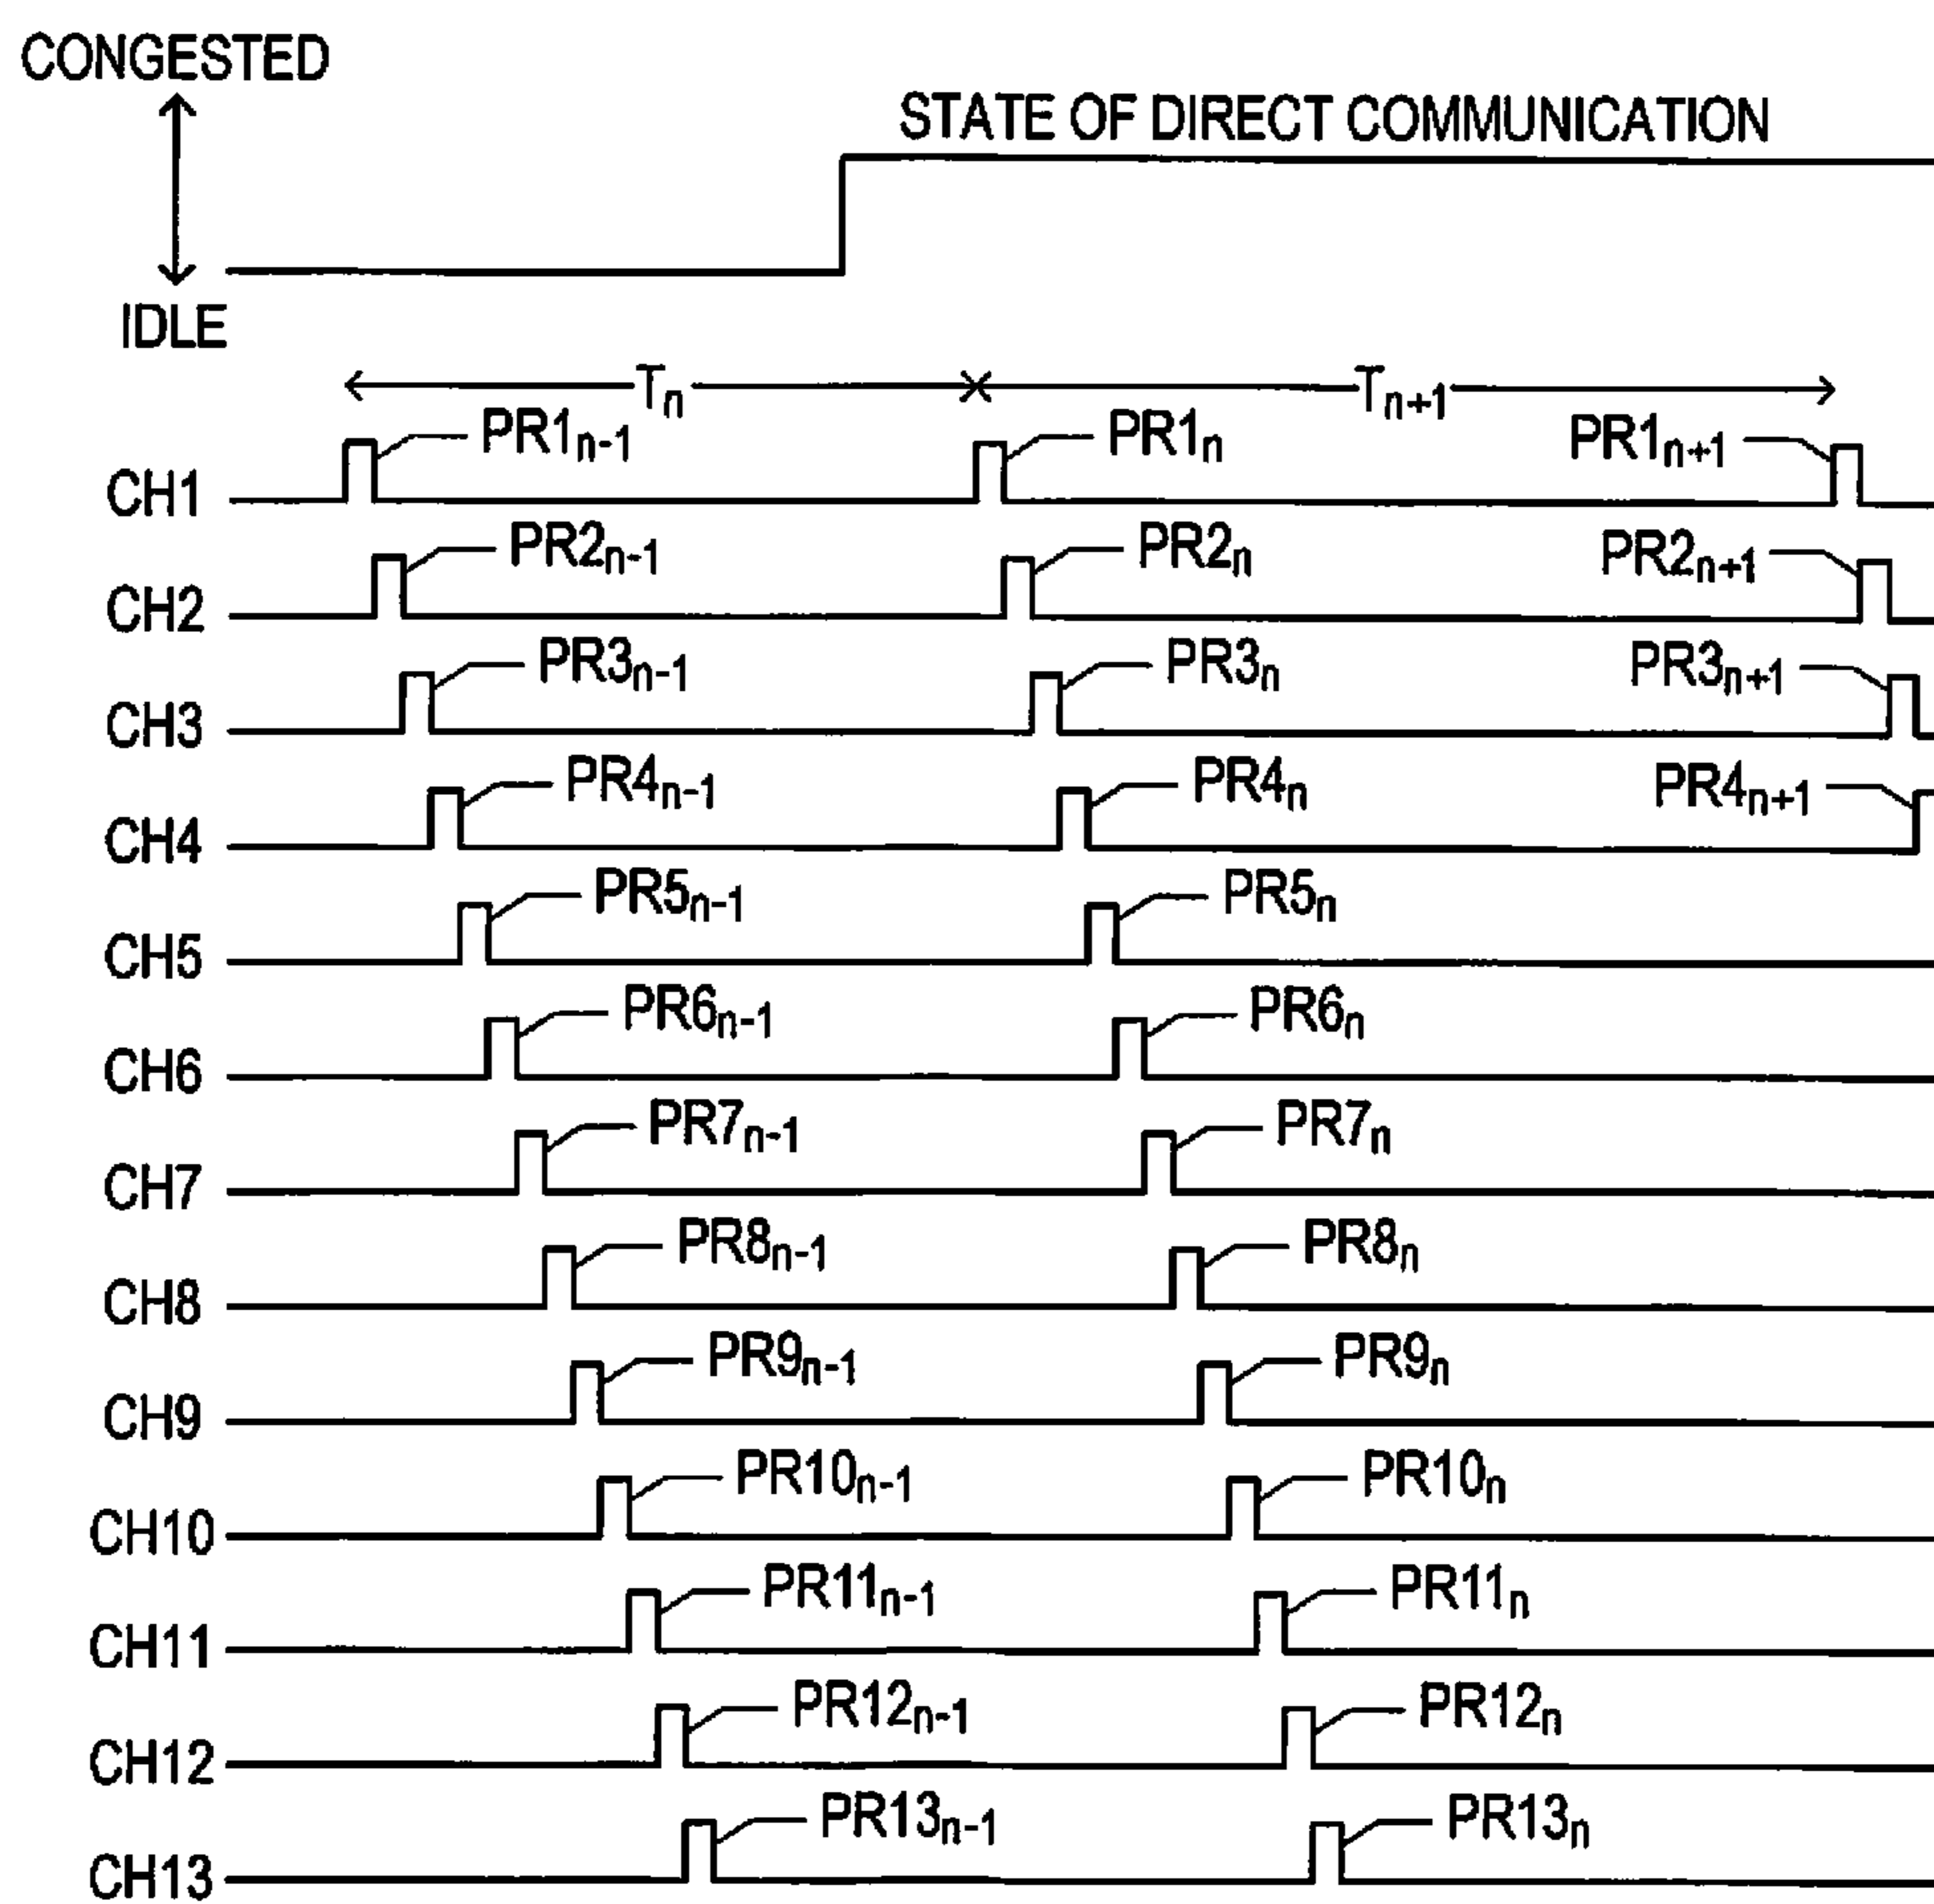 CONGESTED
STATE OF DIRECT COMMUNICATION
IDLE
Tn Tn+1
CH1 PR1n-1 PR1n PR1n+1
CH2 PR2n-1 PR2n PR2n+1
CH3 PR3n-1 PR3n PR3n+1
CH4 PR4n-1 PR4n PR4n+1
CH5 PR5n-1 PR5n
CH6 PR6n-1 PR6n
CH7 PR7n-1 PR7n
CH8 PR8n-1 PR8n
CH9 PR9n-1 PR9n
CH10 PR10n-1 PR10n
CH11 PR11n-1 PR11n
CH12 PR12n-1 PR12n
CH13 PR13n-1 PR13n